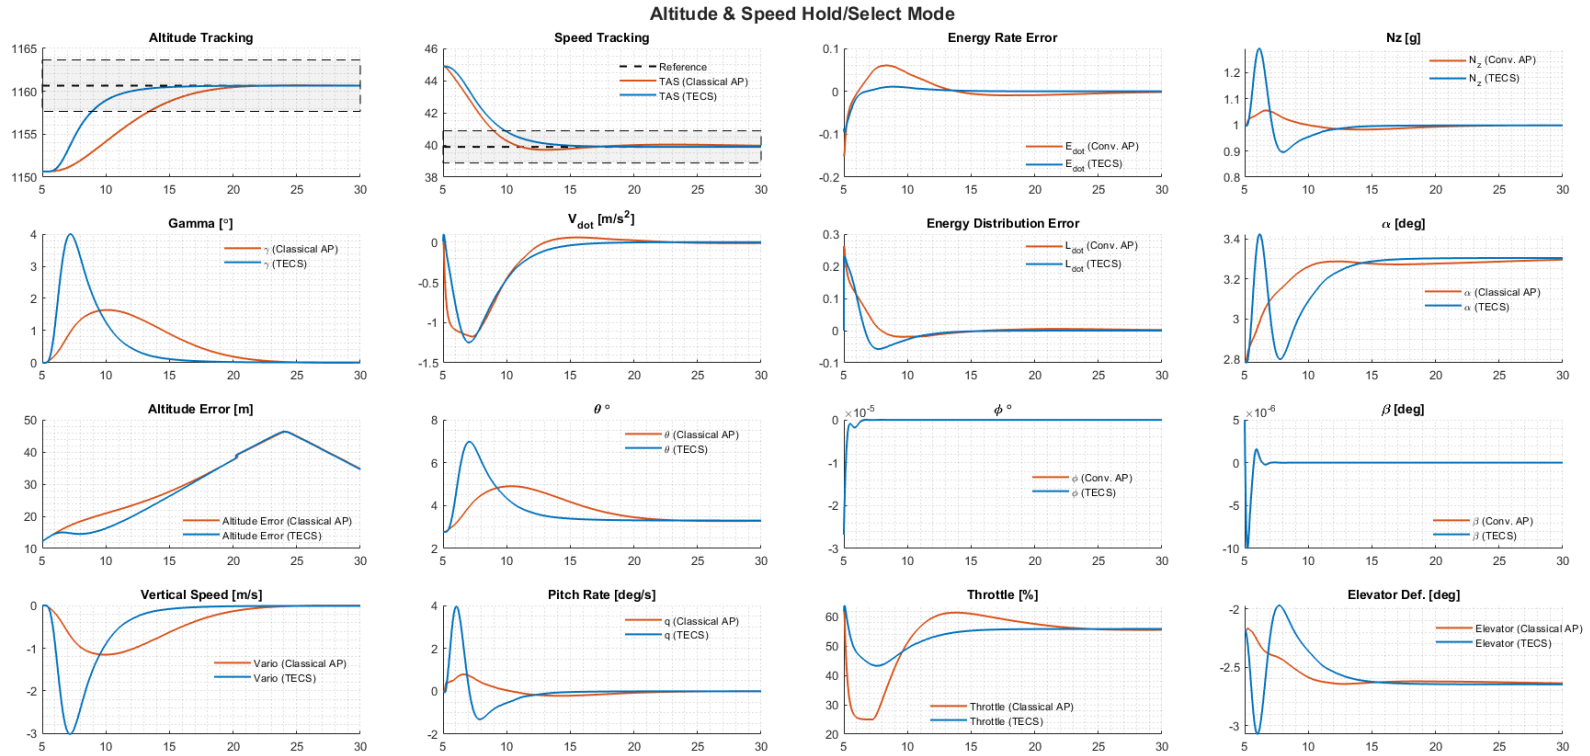 Altitude & Speed Hold/Select Mode
Altitude Tracking
1165
1160
1155
1150
5 10 15 20 25 30
Speed Tracking
46
44
42
40
38
Reference
TAS (Classical AP)
TAS (TECS)
5 10 15 20 25 30
Energy Rate Error
0.1
0
-0.1
-0.2
E_dot (Conv. AP)
E_dot (TECS)
5 10 15 20 25 30
Nz [g]
1.2
1.1
1
0.9
0.8
N_z (Conv. AP)
N_z (TECS)
5 10 15 20 25 30
Gamma [°]
4
3
2
1
0
γ (Classical AP)
γ (TECS)
5 10 15 20 25 30
V_dot [m/s²]
0
-0.5
-1
-1.5
5 10 15 20 25 30
Energy Distribution Error
0.3
0.2
0.1
0
-0.1
L_dot (Conv. AP)
L_dot (TECS)
5 10 15 20 25 30
α [deg]
3.4
3.2
3
2.8
α (Classical AP)
α (TECS)
5 10 15 20 25 30
Altitude Error [m]
50
40
30
20
10
Altitude Error (Classical AP)
Altitude Error (TECS)
5 10 15 20 25 30
θ °
8
6
4
2
θ (Classical AP)
θ (TECS)
5 10 15 20 25 30
ϕ °
×10⁻⁵
0
-1
-2
-3
ϕ (Conv. AP)
ϕ (TECS)
5 10 15 20 25 30
β [deg]
×10⁻⁶
5
0
-5
-10
β (Conv. AP)
β (TECS)
5 10 15 20 25 30
Vertical Speed [m/s]
0
-1
-2
-3
Vario (Classical AP)
Vario (TECS)
5 10 15 20 25 30
Pitch Rate [deg/s]
4
2
0
-2
q (Classical AP)
q (TECS)
5 10 15 20 25 30
Throttle [%]
60
50
40
30
20
Throttle (Classical AP)
Throttle (TECS)
5 10 15 20 25 30
Elevator Def. [deg]
-2
-2.5
-3
Elevator (Classical AP)
Elevator (TECS)
5 10 15 20 25 30